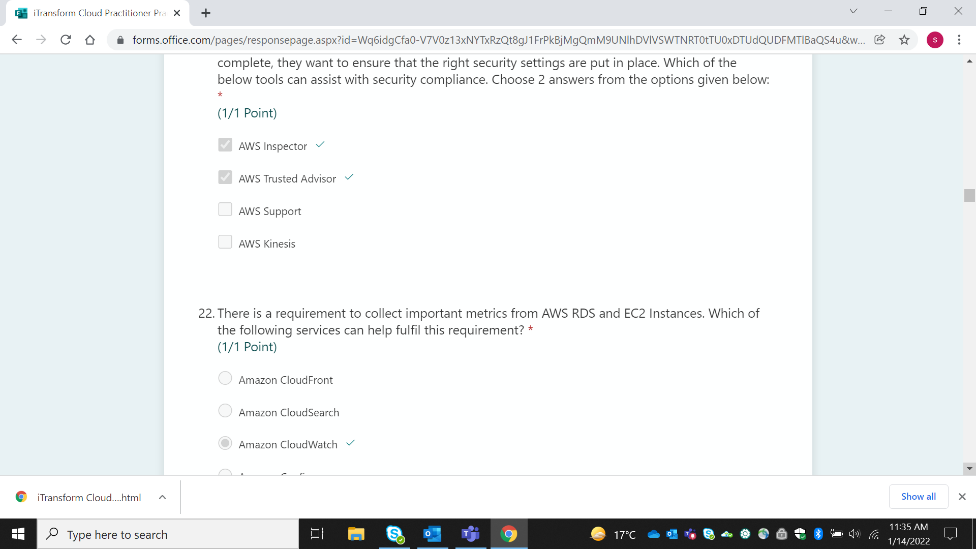 iTransform Cloud Practitioner Pra
forms.office.com/pages/responsepage.aspx?id=Wq6idgCfa0-V7V0z13xNYTxRzQt8gJ1FrPkBjMgQmM9UNlhDVlVSWTNRT0tTU0xDTUdQUDFMTlBaQS4u&w...
S
complete, they want to ensure that the right security settings are put in place. Which of the
below tools can assist with security compliance. Choose 2 answers from the options given below:
*
(1/1 Point)
AWS Inspector
AWS Trusted Advisor
AWS Support
AWS Kinesis
22. There is a requirement to collect important metrics from AWS RDS and EC2 Instances. Which of
the following services can help fulfil this requirement? *
(1/1 Point)
Amazon CloudFront
Amazon CloudSearch
Amazon CloudWatch
iTransform Cloud....html
Show all
Type here to search
17°C
11:35 AM
1/14/2022